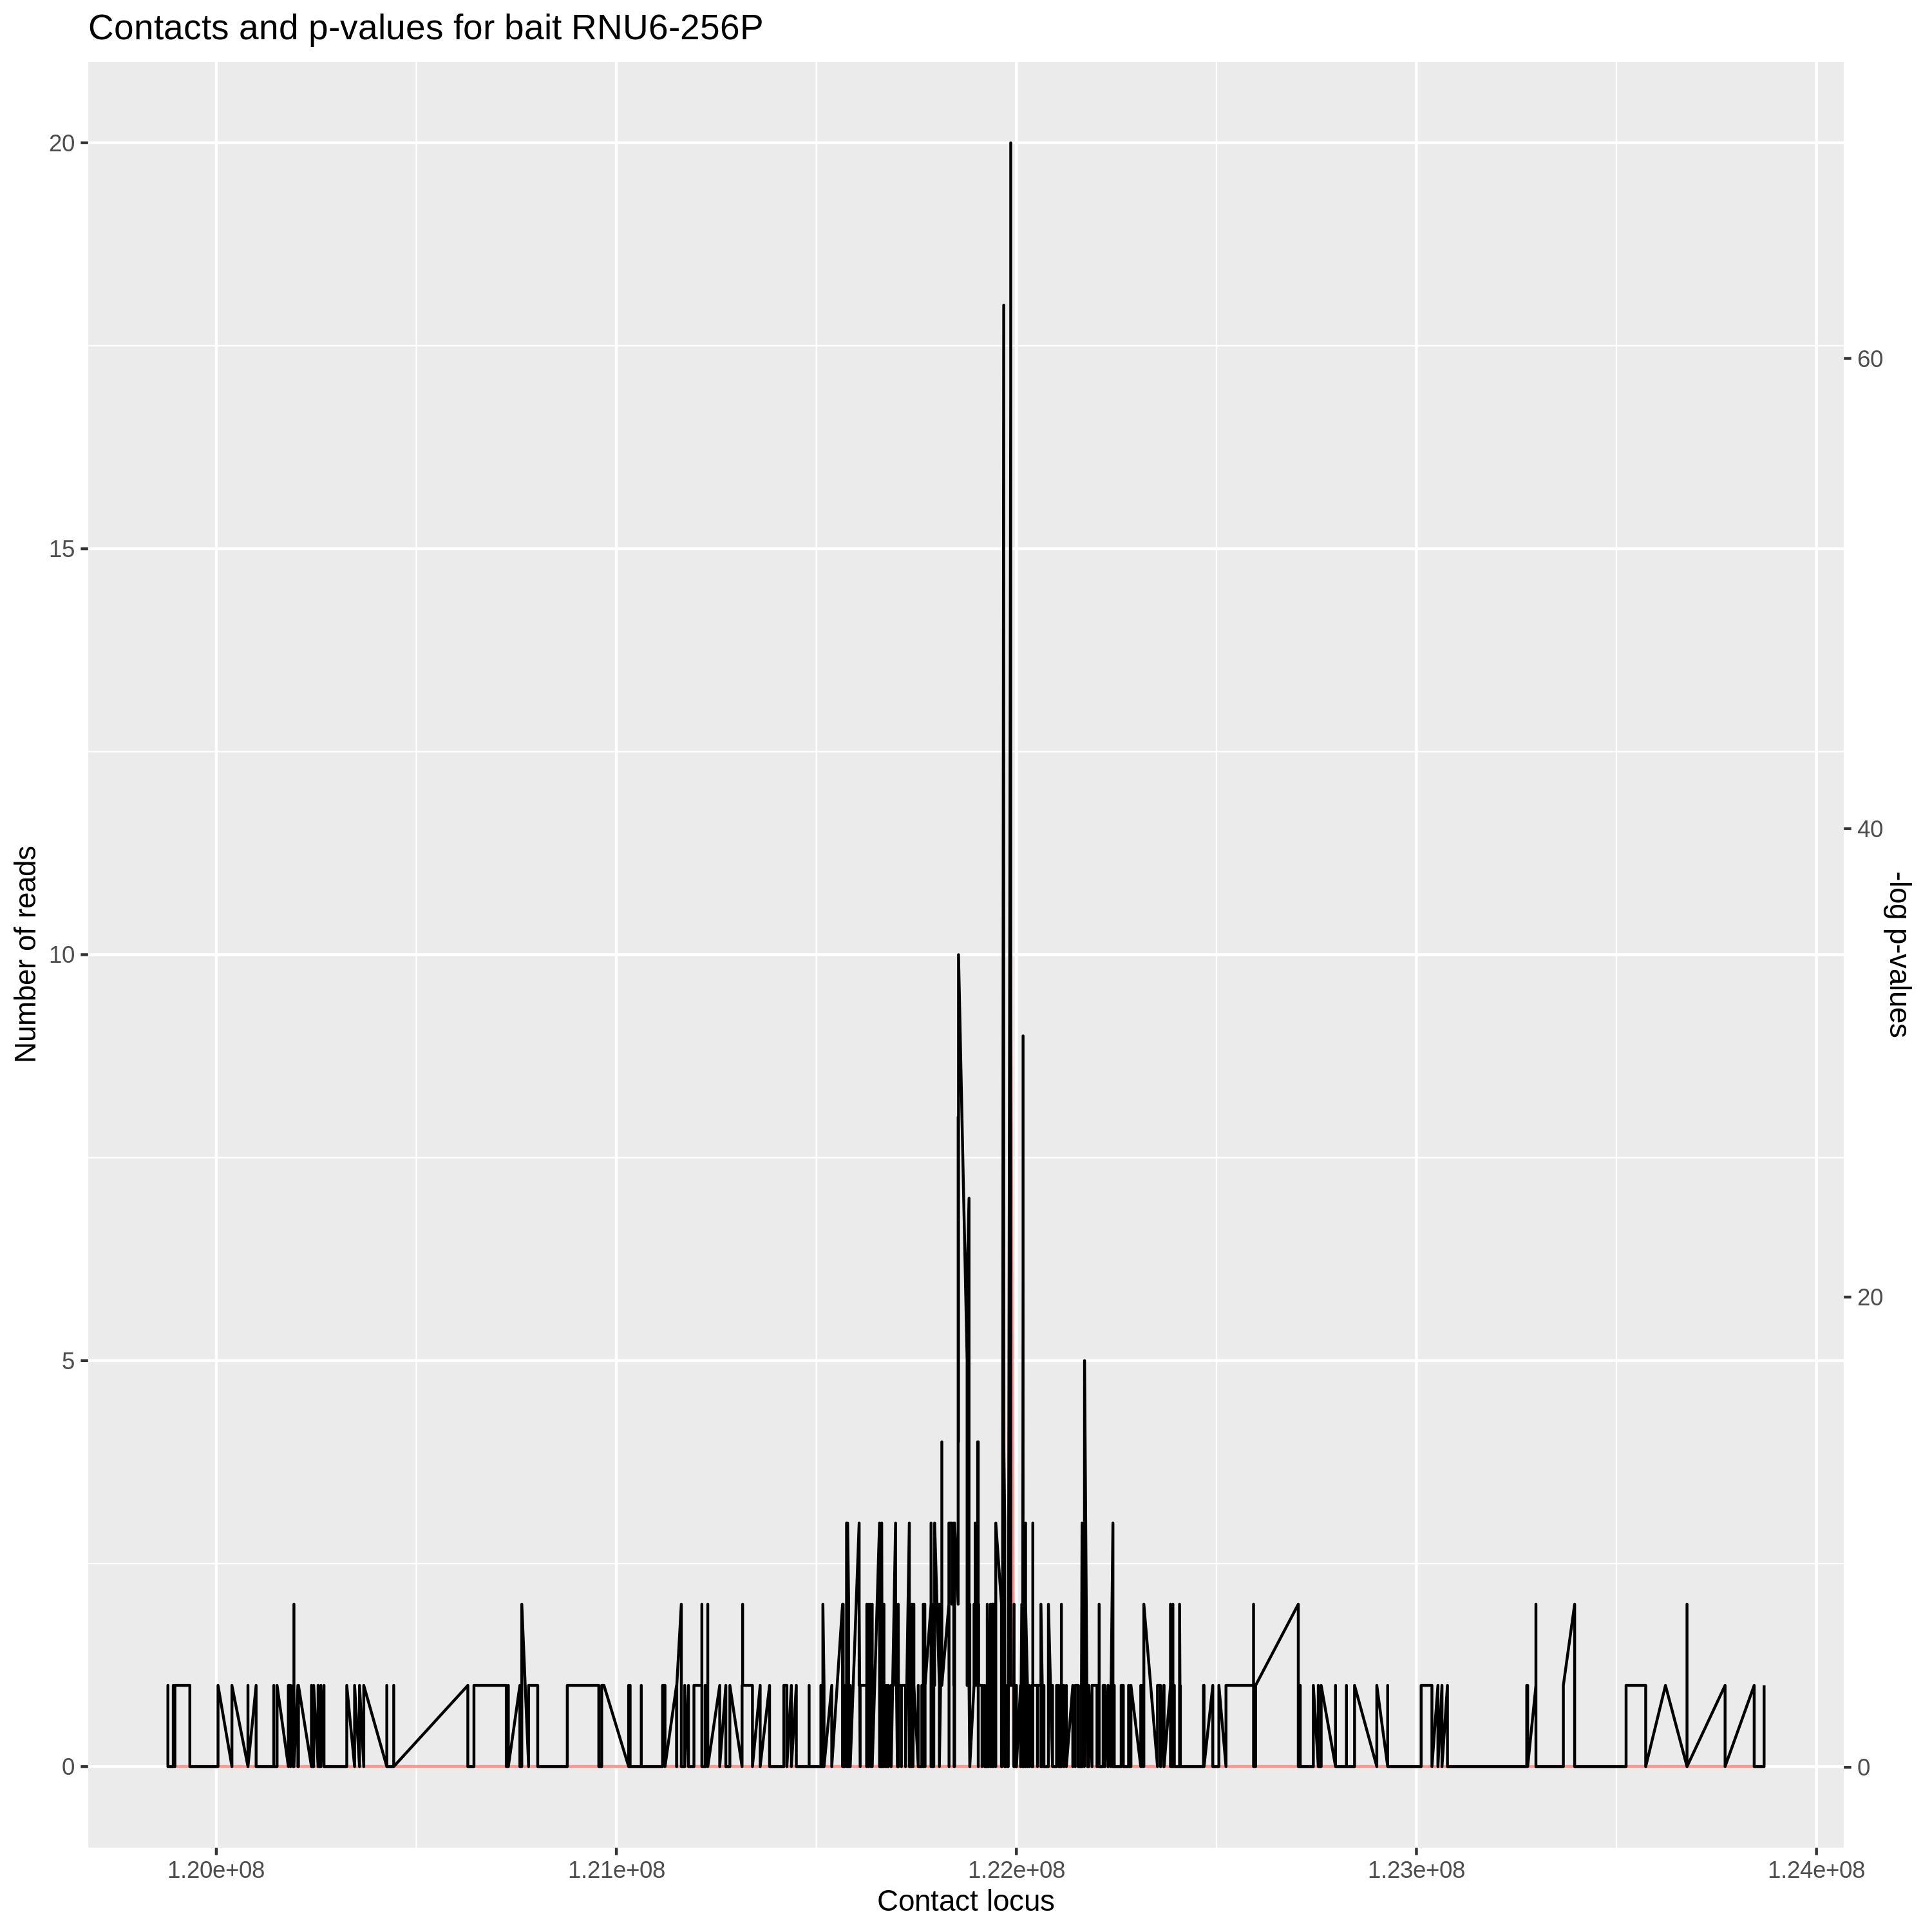 Contacts and p-values for bait RNU6-256P
Number of reads
20
15
10
5
0
60
40
20
0
-log p-values
1.20e+08
1.21e+08
1.22e+08
1.23e+08
1.24e+08
Contact locus